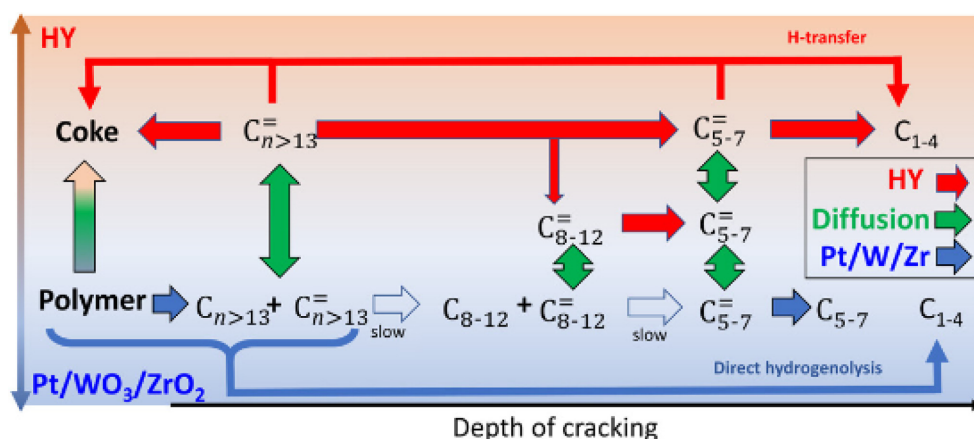 HY
H-transfer
Coke
C=n>13
C=5-7
C1-4
HY
Diffusion
Pt/W/Zr
C=8-12
C=5-7
Polymer
Cn>13 + C=n>13
slow
C8-12 + C=8-12
slow
C=5-7
C5-7
C1-4
Direct hydrogenolysis
Pt/WO3/ZrO2
Depth of cracking